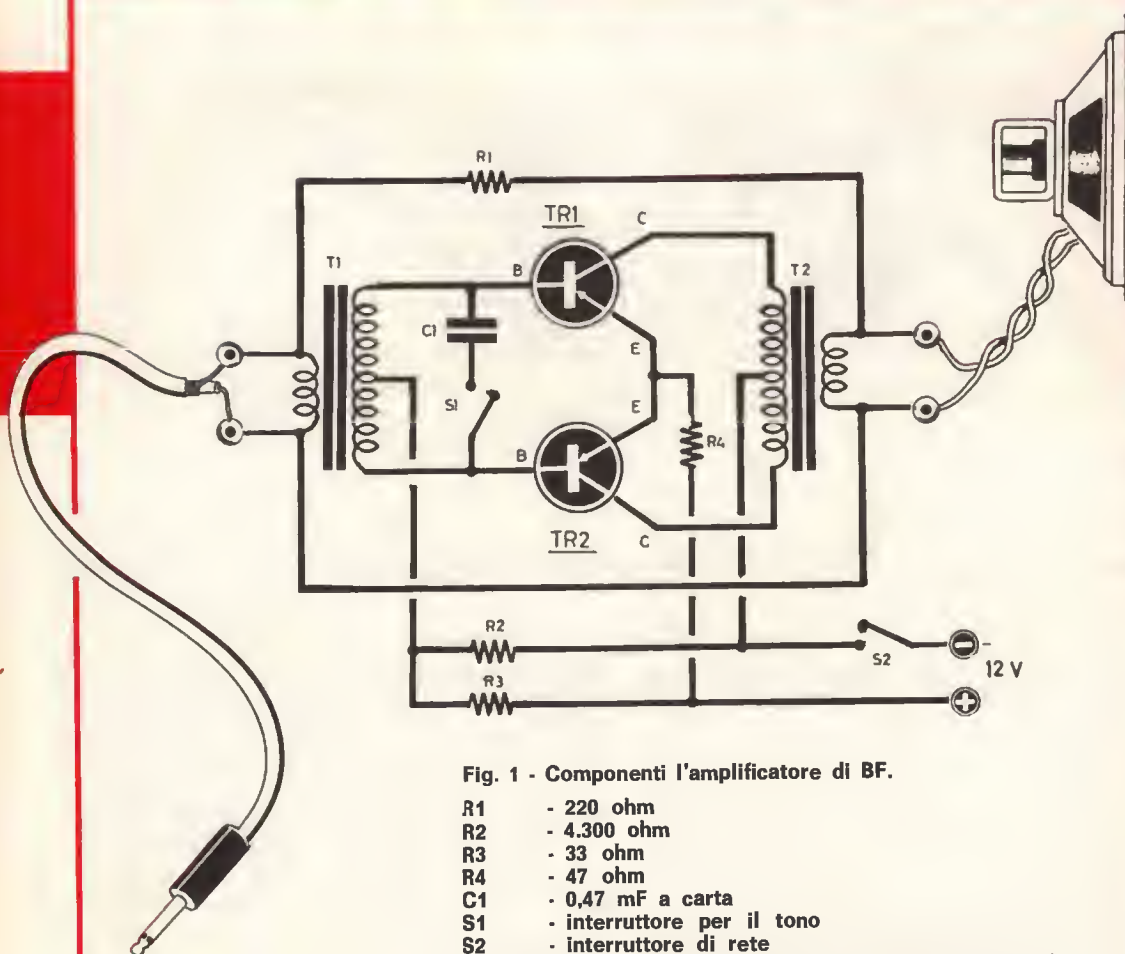 R1
TR1
C
T1
T2
B
C1
E
S1
E
R4
B
TR2
C
R2
S2
-
12 V
R3
+
Fig. 1 - Componenti l'amplificatore di BF.
R1 - 220 ohm
R2 - 4.300 ohm
R3 - 33 ohm
R4 - 47 ohm
C1 - 0,47 mF a carta
S1 - interruttore per il tono
S2 - interruttore di rete